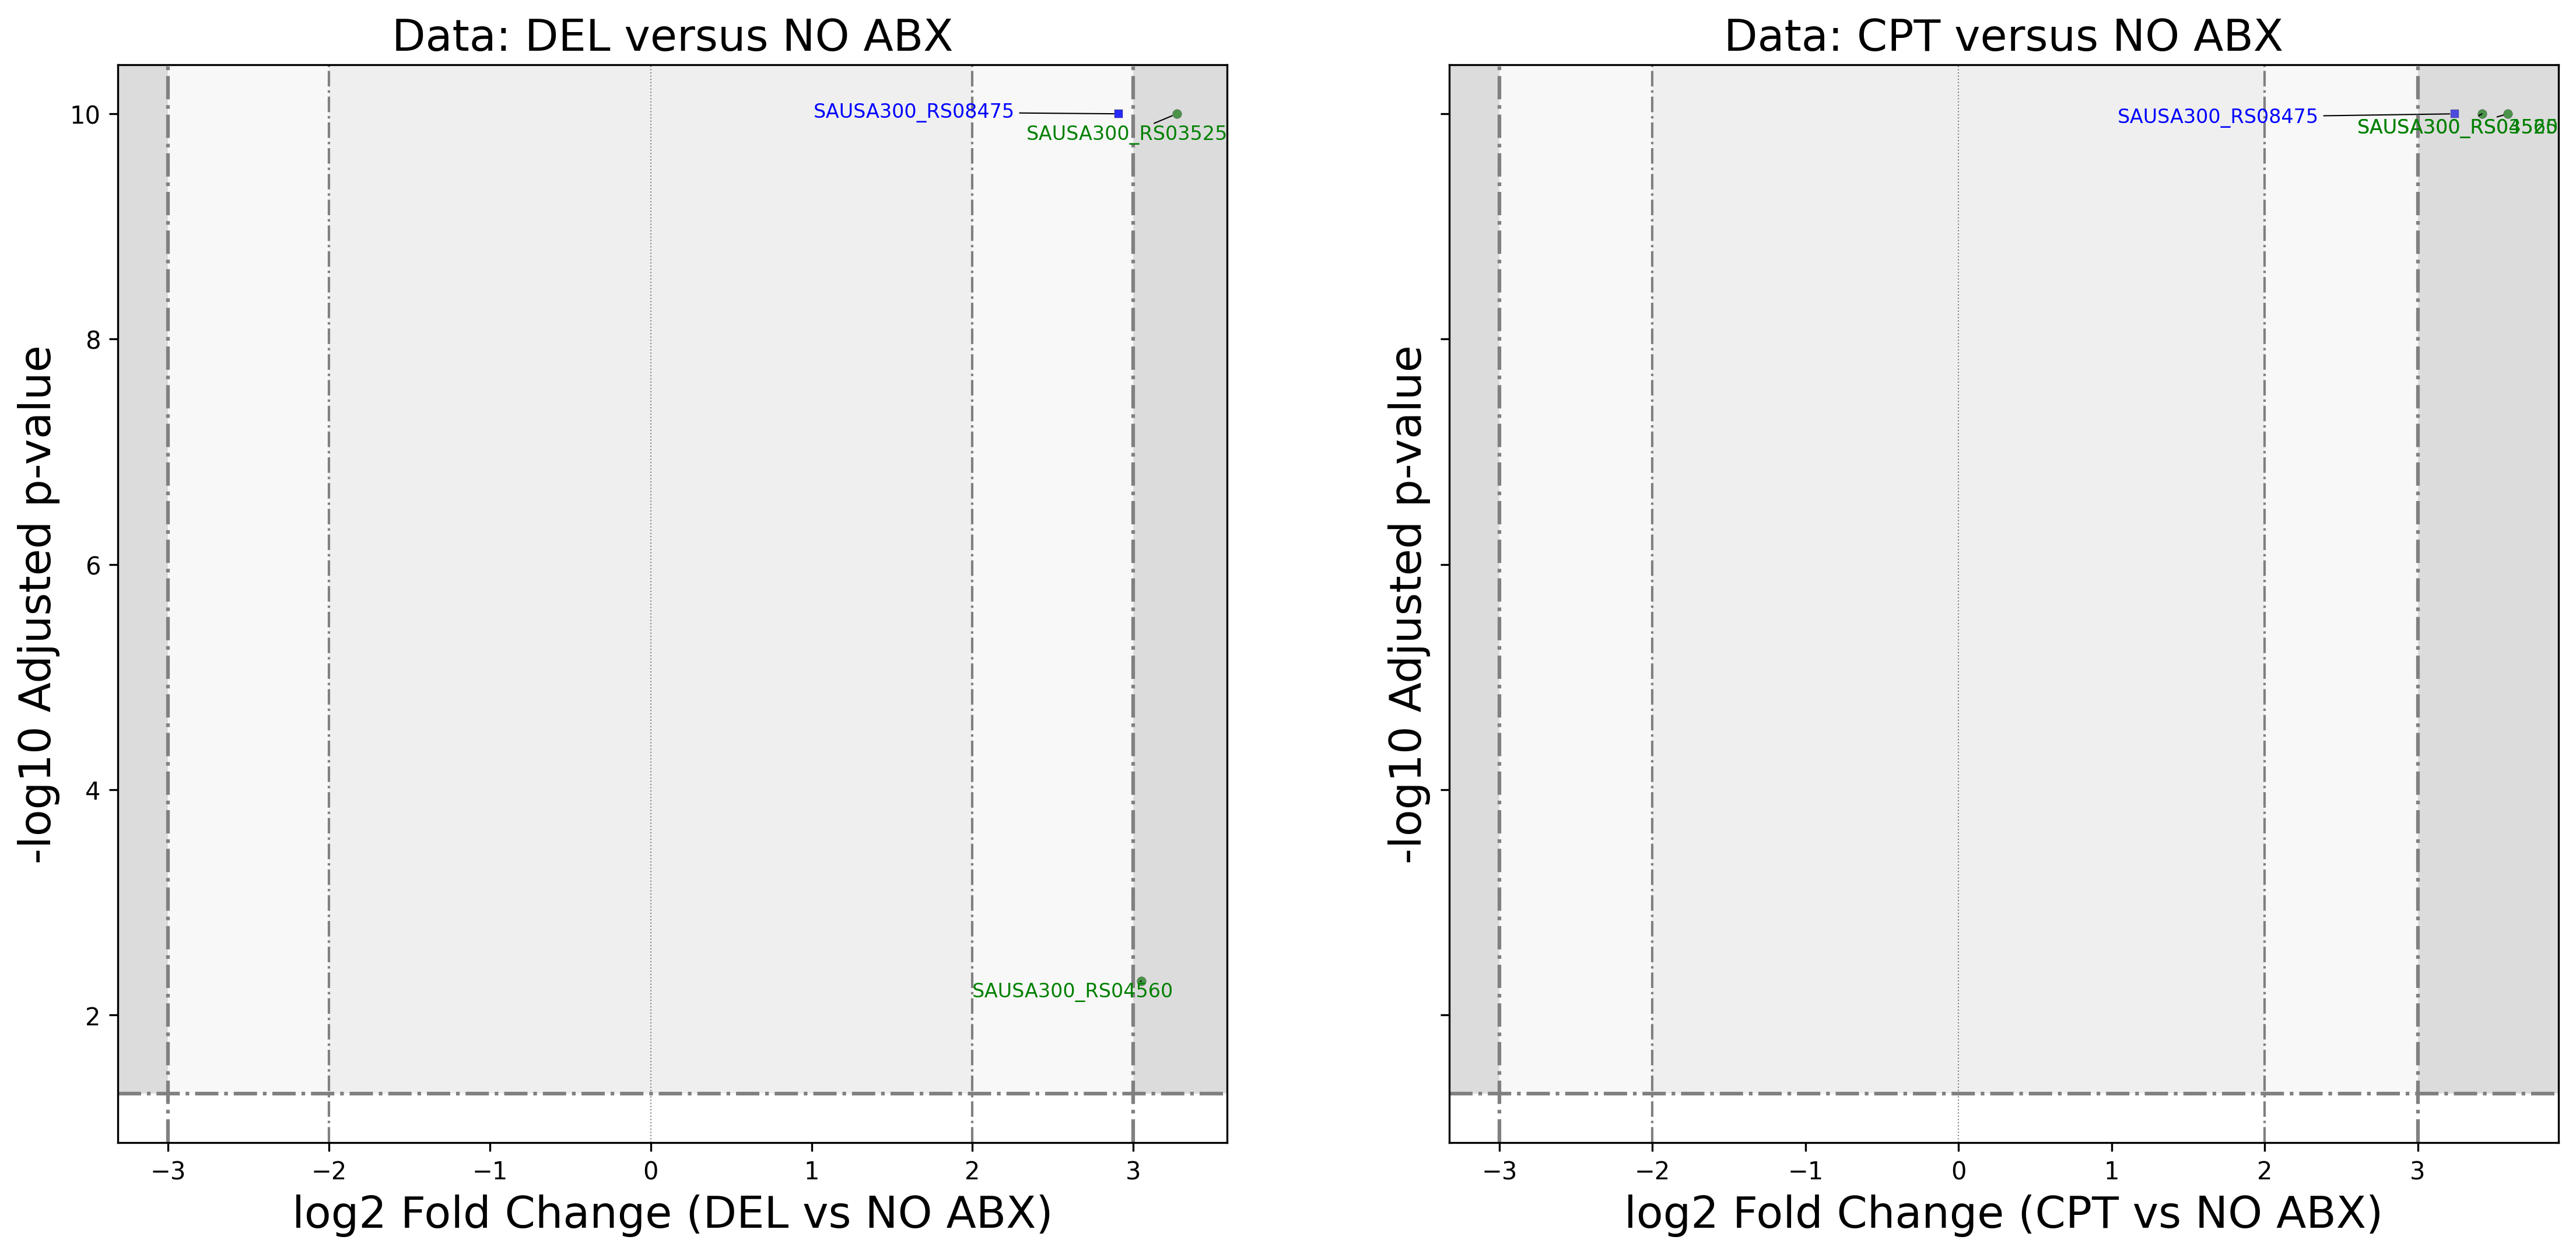 Data: DEL versus NO ABX
10
8
6
4
2
-log10 Adjusted p-value
SAUSA300_RS08475
SAUSA300_RS03525
SAUSA300_RS04560
−3
−2
−1
0
1
2
3
log2 Fold Change (DEL vs NO ABX)
Data: CPT versus NO ABX
-log10 Adjusted p-value
SAUSA300_RS08475
−3
−2
−1
0
1
2
3
log2 Fold Change (CPT vs NO ABX)